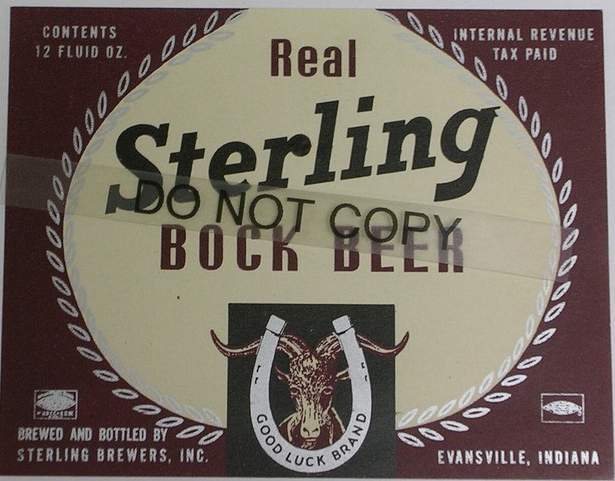 CONTENTS
12 FLUID OZ.
INTERNAL REVENUE
TAX PAID
Real
Sterling
DO NOT COPY
BOCK BEER
GOOD LUCK BRAND
BREWED AND BOTTLED BY
STERLING BREWERS, INC.
EVANSVILLE, INDIANA